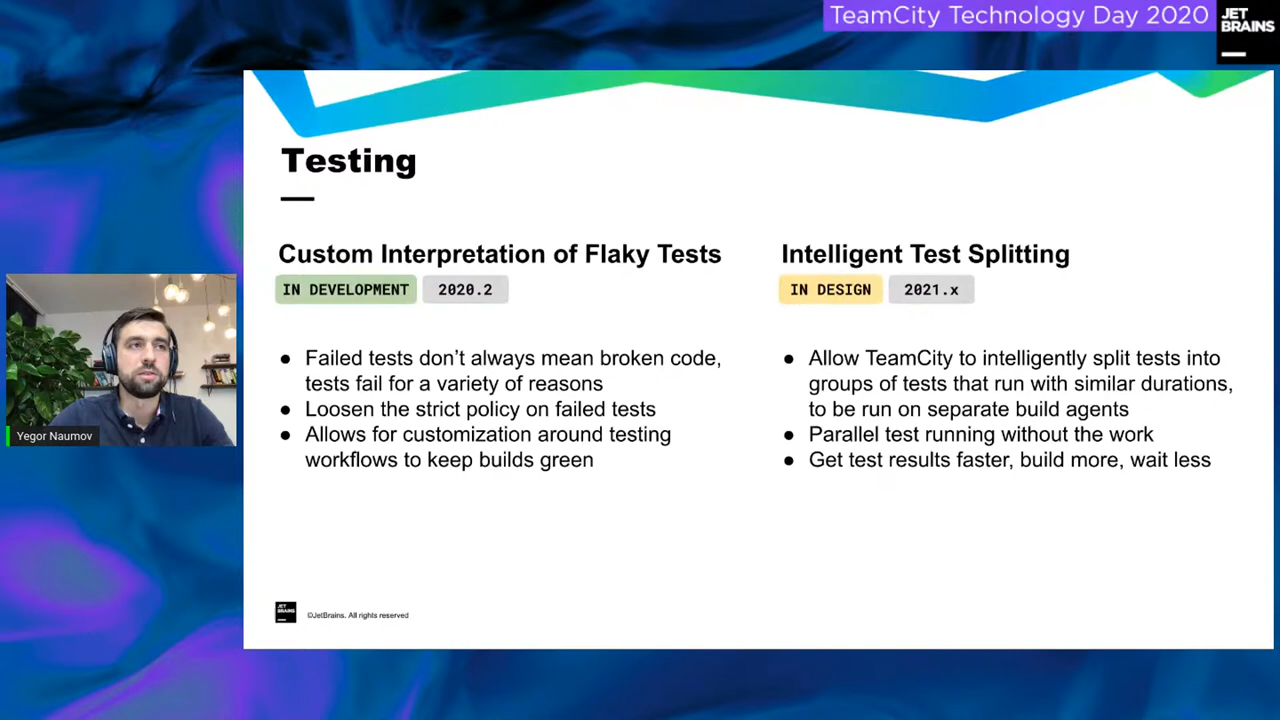 TeamCity Technology Day 2020
JET
BRAINS
Testing
Custom Interpretation of Flaky Tests
IN DEVELOPMENT
2020.2
● Failed tests don’t always mean broken code,
tests fail for a variety of reasons
● Loosen the strict policy on failed tests
● Allows for customization around testing
workflows to keep builds green
Intelligent Test Splitting
IN DESIGN
2021.x
● Allow TeamCity to intelligently split tests into
groups of tests that run with similar durations,
to be run on separate build agents
● Parallel test running without the work
● Get test results faster, build more, wait less
Yegor Naumov
JET
BRAINS
©JetBrains. All rights reserved